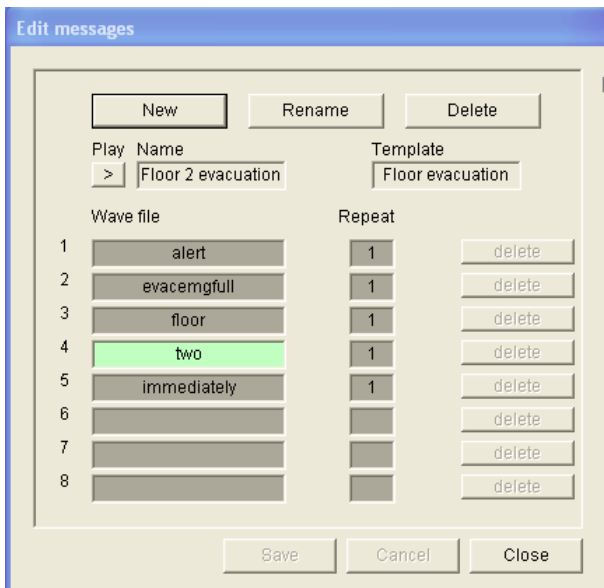 Edit messages
New Rename Delete
Play Name Template
> Floor 2 evacuation Floor evacuation
Wave file Repeat
1 alert 1 delete
2 evacemgfull 1 delete
3 floor 1 delete
4 two 1 delete
5 immediately 1 delete
6 delete
7 delete
8 delete
Save Cancel Close